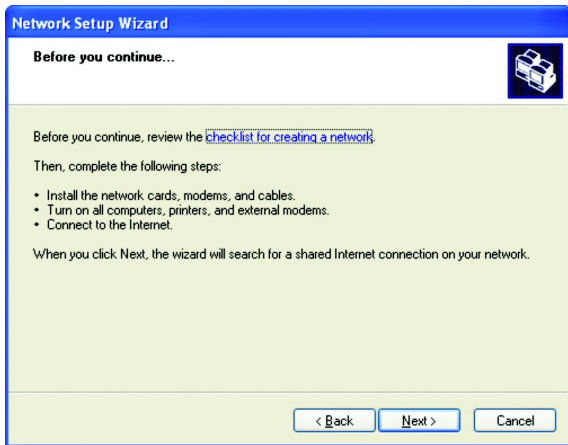 Network Setup Wizard
Before you continue...
Before you continue, review the checklist for creating a network.
Then, complete the following steps:
• Install the network cards, modems, and cables.
• Turn on all computers, printers, and external modems.
• Connect to the Internet.
When you click Next, the wizard will search for a shared Internet connection on your network.
< Back
Next >
Cancel